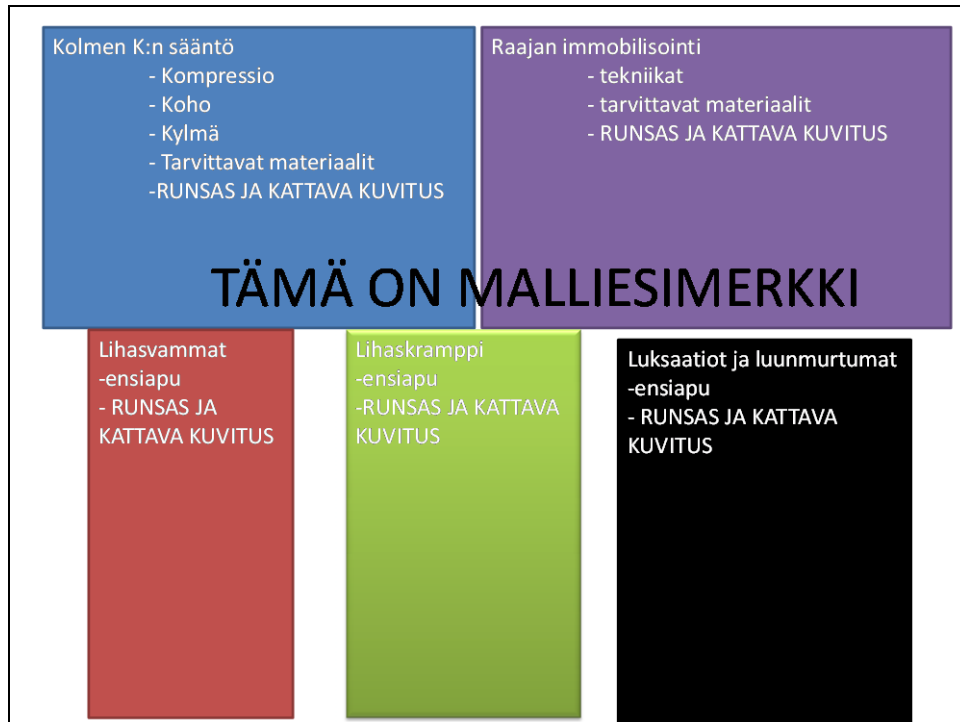 Kolmen K:n sääntö
- Kompressio
- Koho
- Kylmä
- Tarvittavat materiaalit
-RUNSAS JA KATTAVA KUVITUS
Raajan immobilisointi
- tekniikat
- tarvittavat materiaalit
- RUNSAS JA KATTAVA KUVITUS
TÄMÄ ON MALLIESIMERKKI
Lihasvammat
-ensiapu
- RUNSAS JA
KATTAVA KUVITUS
Lihaskramppi
-ensiapu
-RUNSAS JA KATTAVA
KUVITUS
Luksaatiot ja luunmurtumat
-ensiapu
- RUNSAS JA KATTAVA
KUVITUS